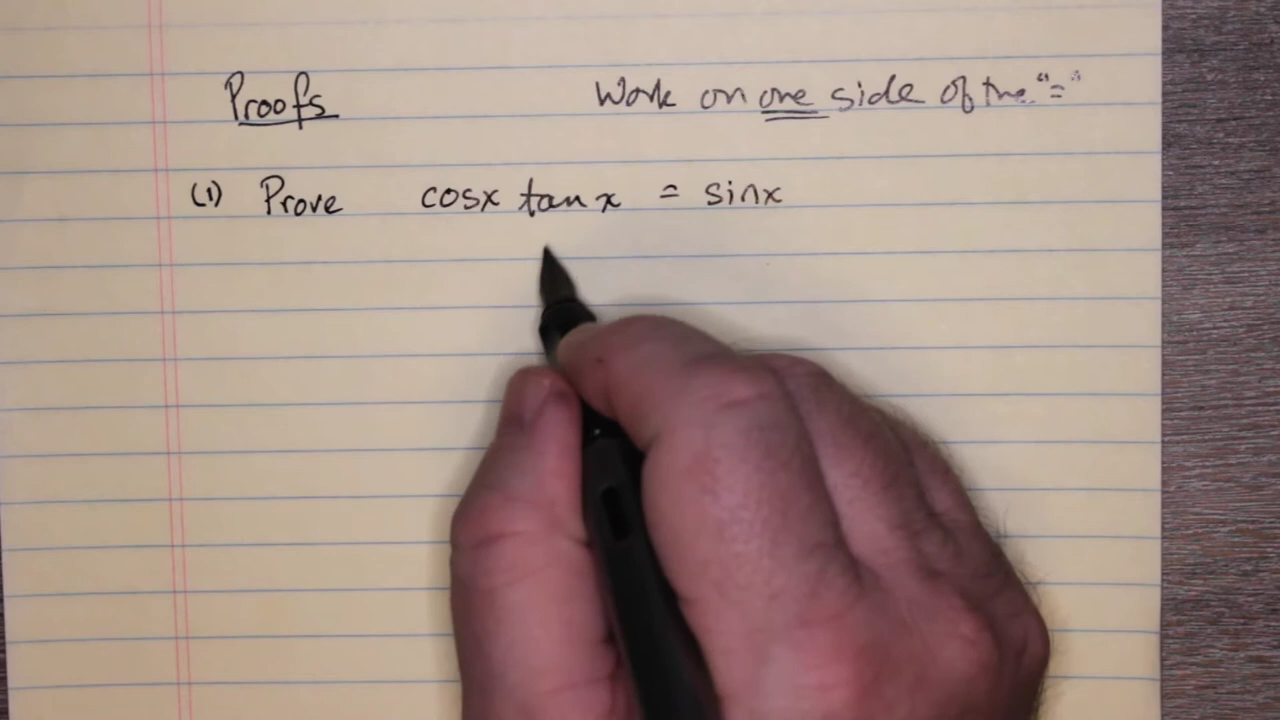 Proofs
Work on one side of the "="
(1) Prove cosx tanx = sinx